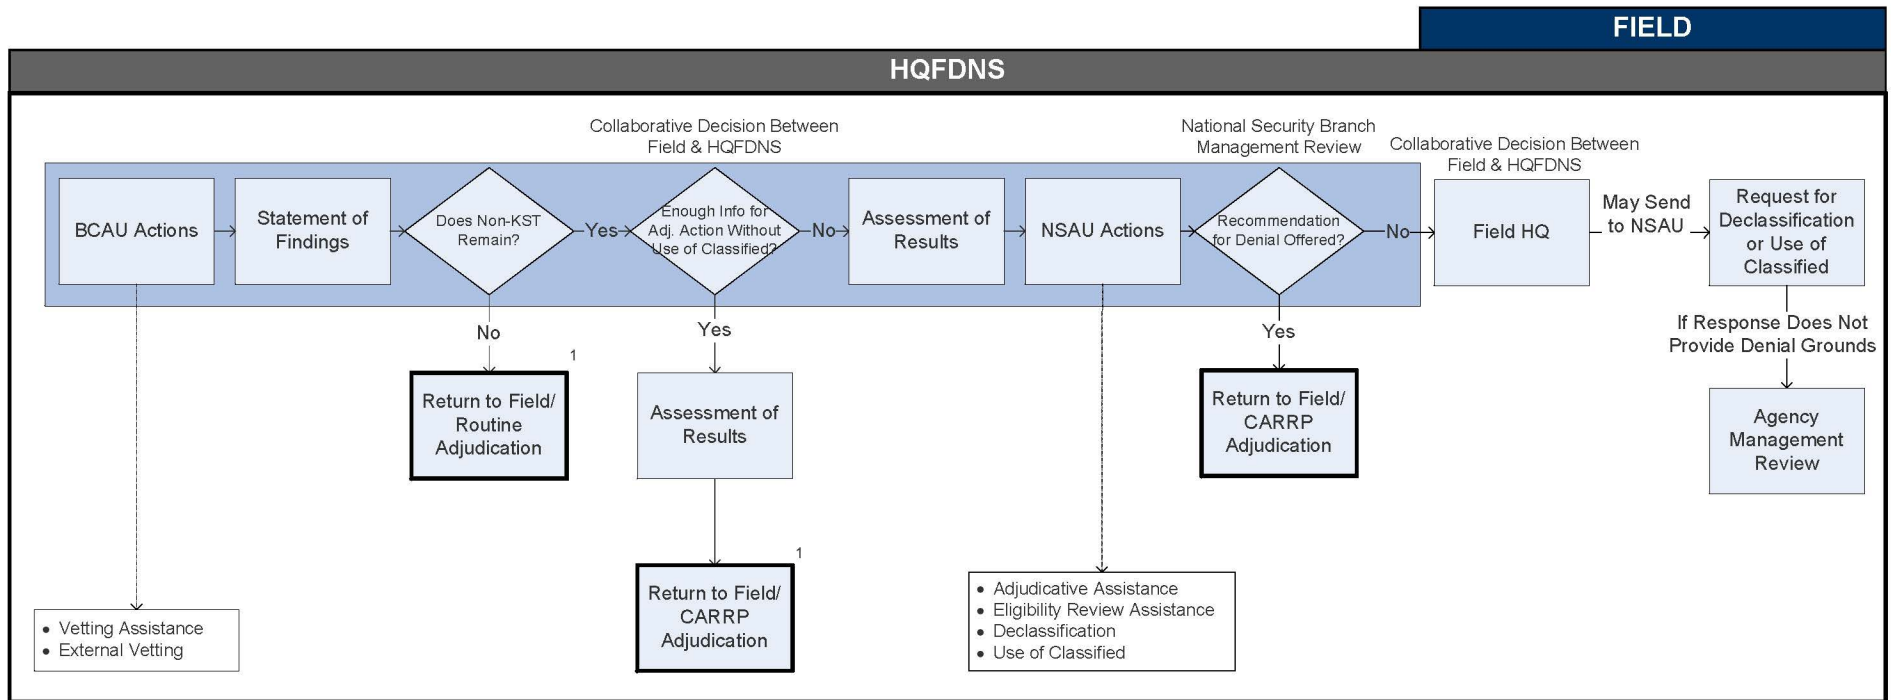 FIELD
HQFDNS
Collaborative Decision Between
Field & HQFDNS
National Security Branch
Management Review
Collaborative Decision Between
Field & HQFDNS
BCAU Actions
Statement of
Findings
Does Non-KST
Remain?
Yes
Enough Info for
Adj. Action Without
Use of Classified?
No
Assessment of
Results
NSAU Actions
Recommendation
for Denial Offered?
No
Field HQ
May Send
to NSAU
Request for
Declassification
or Use of
Classified
No
Yes
Yes
If Response Does Not
Provide Denial Grounds
1
Return to Field/
Routine
Adjudication
Assessment of
Results
Return to Field/
CARRP
Adjudication
Agency
Management
Review
1
Return to Field/
CARRP
Adjudication
• Vetting Assistance
• External Vetting
• Adjudicative Assistance
• Eligibility Review Assistance
• Declassification
• Use of Classified